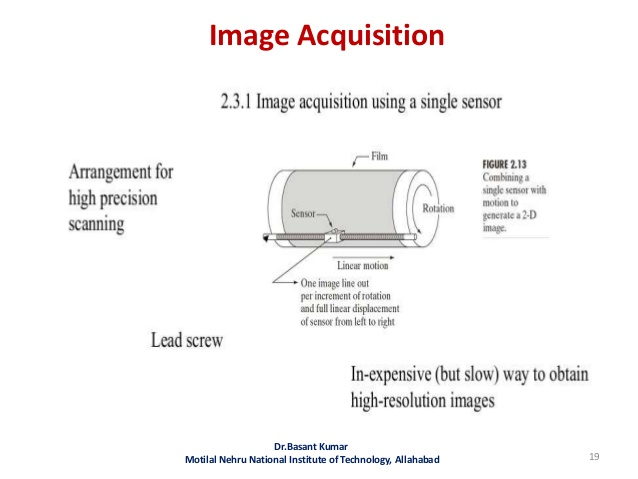 Image Acquisition
2.3.1 Image acquisition using a single sensor
Arrangement for
high precision
scanning
Film
Sensor
Rotation
Linear motion
One image line out
per increment of rotation
and full linear displacement
of sensor from left to right
FIGURE 2.13
Combining a
single sensor with
motion to
generate a 2-D
image.
Lead screw
In-expensive (but slow) way to obtain
high-resolution images
Dr.Basant Kumar
Motilal Nehru National Institute of Technology, Allahabad
19